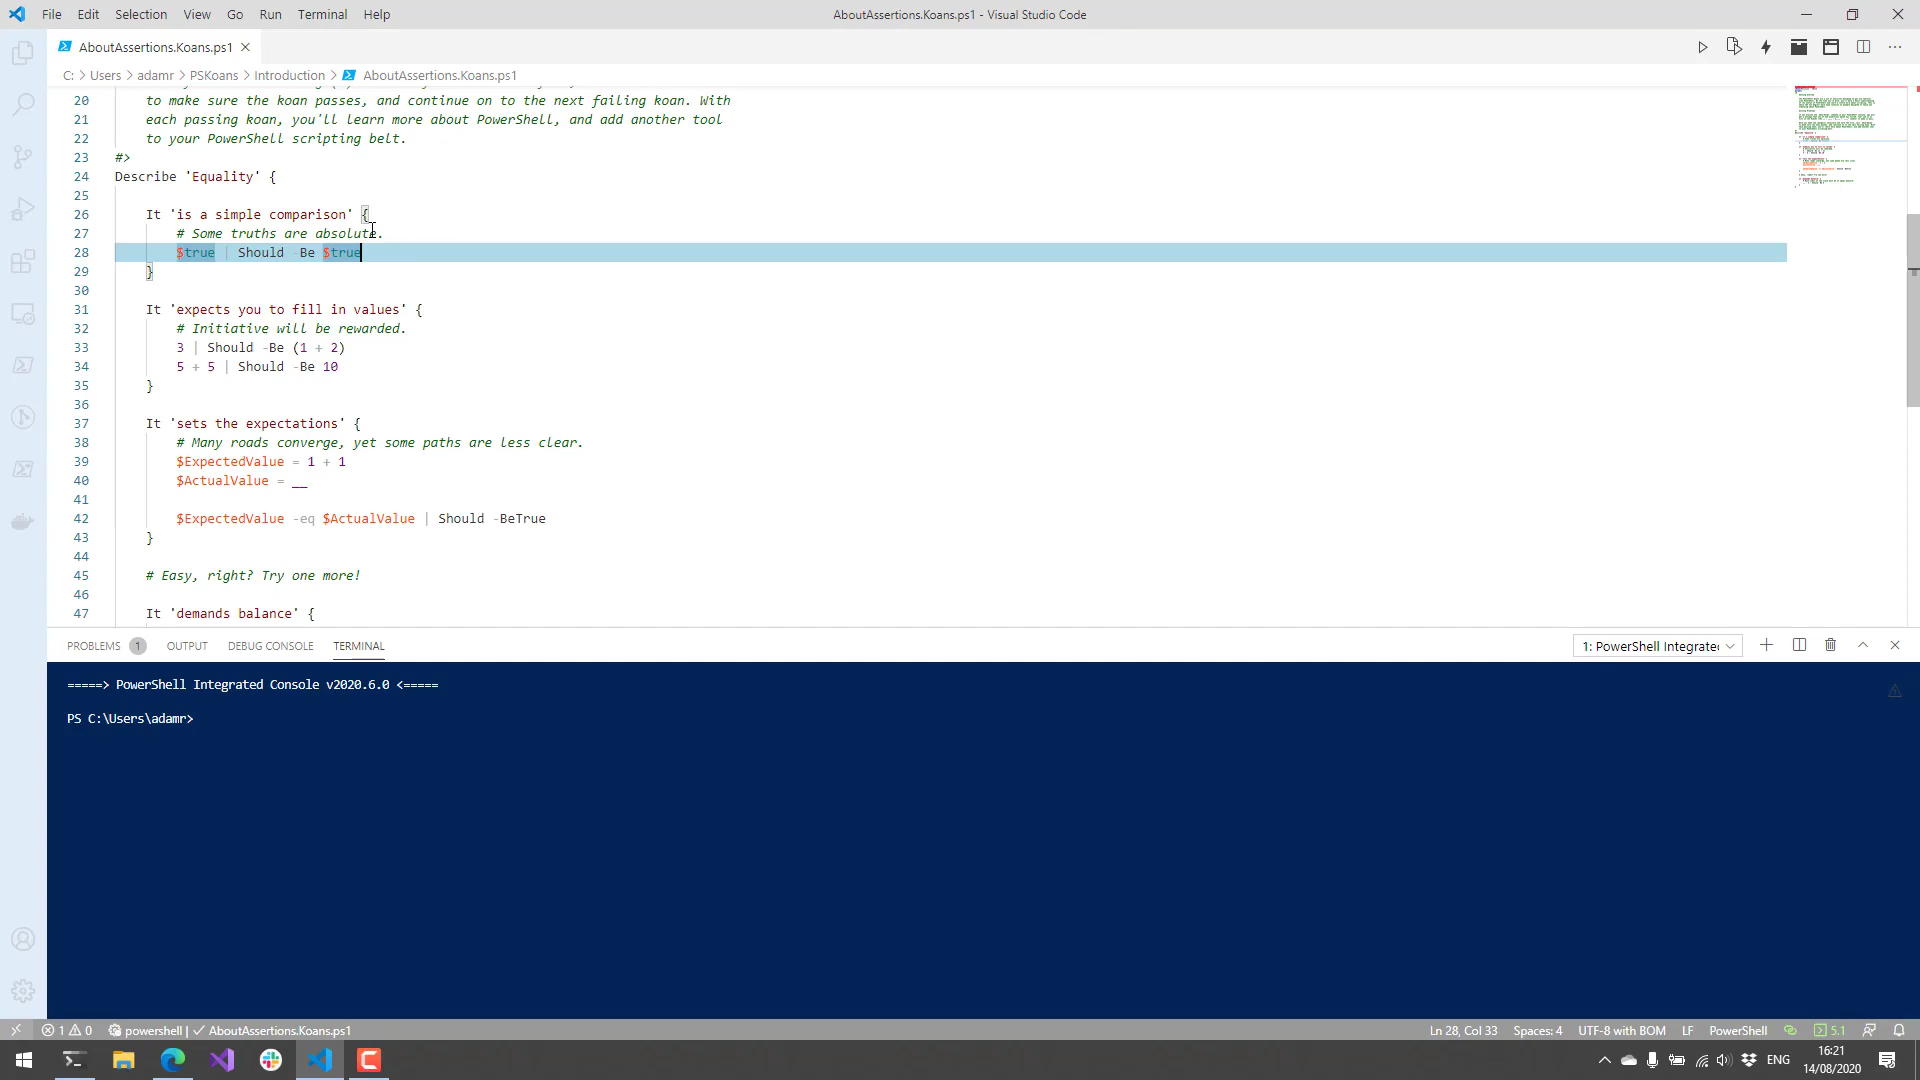 File Edit Selection View Go Run Terminal Help
AboutAssertions.Koans.ps1 - Visual Studio Code
AboutAssertions.Koans.ps1
C: > Users > adamr > PSKoans > Introduction > AboutAssertions.Koans.ps1
20 to make sure the koan passes, and continue on to the next failing koan. With
21 each passing koan, you'll learn more about PowerShell, and add another tool
22 to your PowerShell scripting belt.
23 #>
24 Describe 'Equality' {
25
26 It 'is a simple comparison' {
27 # Some truths are absolute.
28 $true | Should -Be $true
29 }
30
31 It 'expects you to fill in values' {
32 # Initiative will be rewarded.
33 3 | Should -Be (1 + 2)
34 5 + 5 | Should -Be 10
35 }
36
37 It 'sets the expectations' {
38 # Many roads converge, yet some paths are less clear.
39 $ExpectedValue = 1 + 1
40 $ActualValue = __
41
42 $ExpectedValue -eq $ActualValue | Should -BeTrue
43 }
44
45 # Easy, right? Try one more!
46
47 It 'demands balance' {
PROBLEMS 1 OUTPUT DEBUG CONSOLE TERMINAL
1: PowerShell Integrate
=====> PowerShell Integrated Console v2020.6.0 <=====
PS C:\Users\adamr>
1 0 powershell | AboutAssertions.Koans.ps1
Ln 28, Col 33 Spaces: 4 UTF-8 with BOM LF PowerShell 5.1
ENG
16:21
14/08/2020